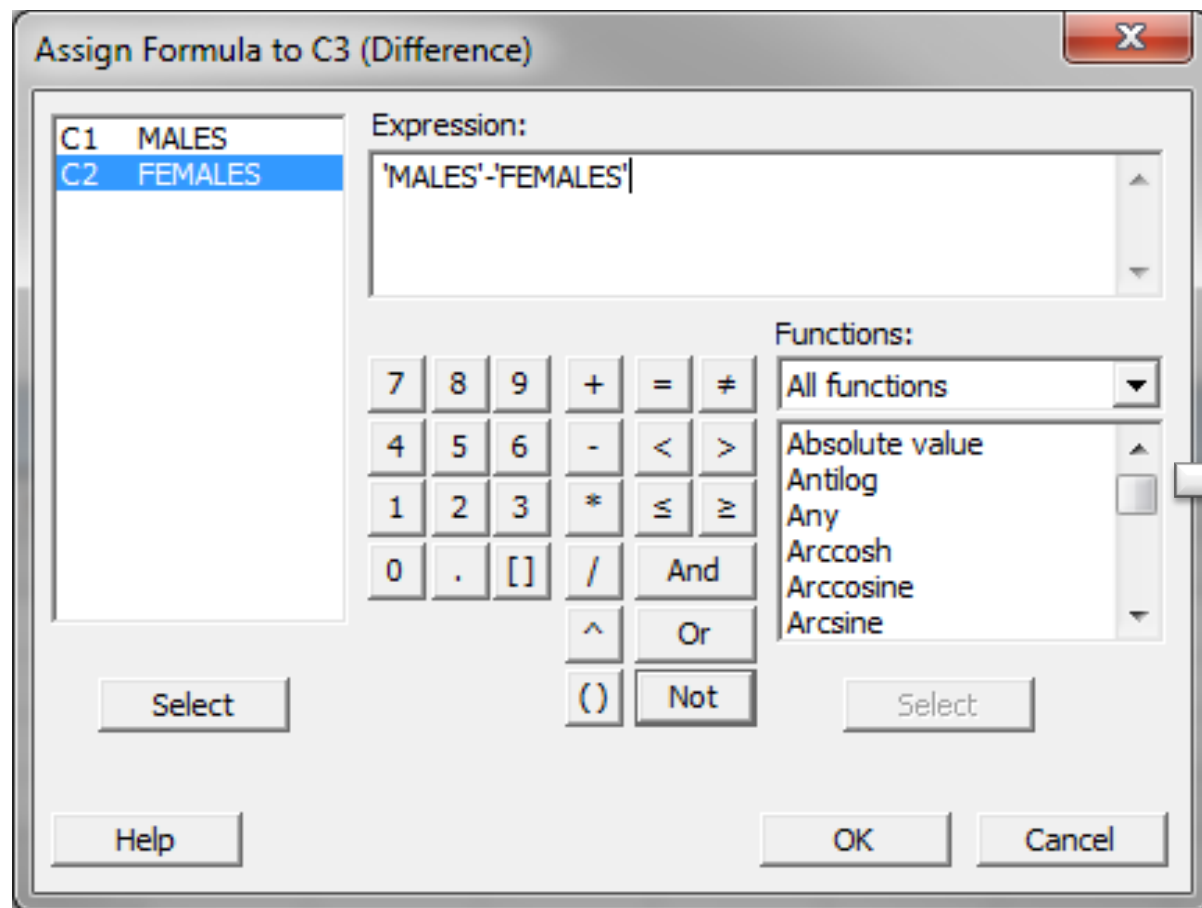 Assign Formula to C3 (Difference)
C1 MALES
C2 FEMALES
Expression:
'MALES'-'FEMALES'
Functions:
All functions
7 8 9 + = ≠
4 5 6 - < >
1 2 3 * ≤ ≥
0 . [] / And
^ Or
() Not
Absolute value
Antilog
Any
Arccosh
Arccosine
Arcsine
Select
Select
Help
OK
Cancel